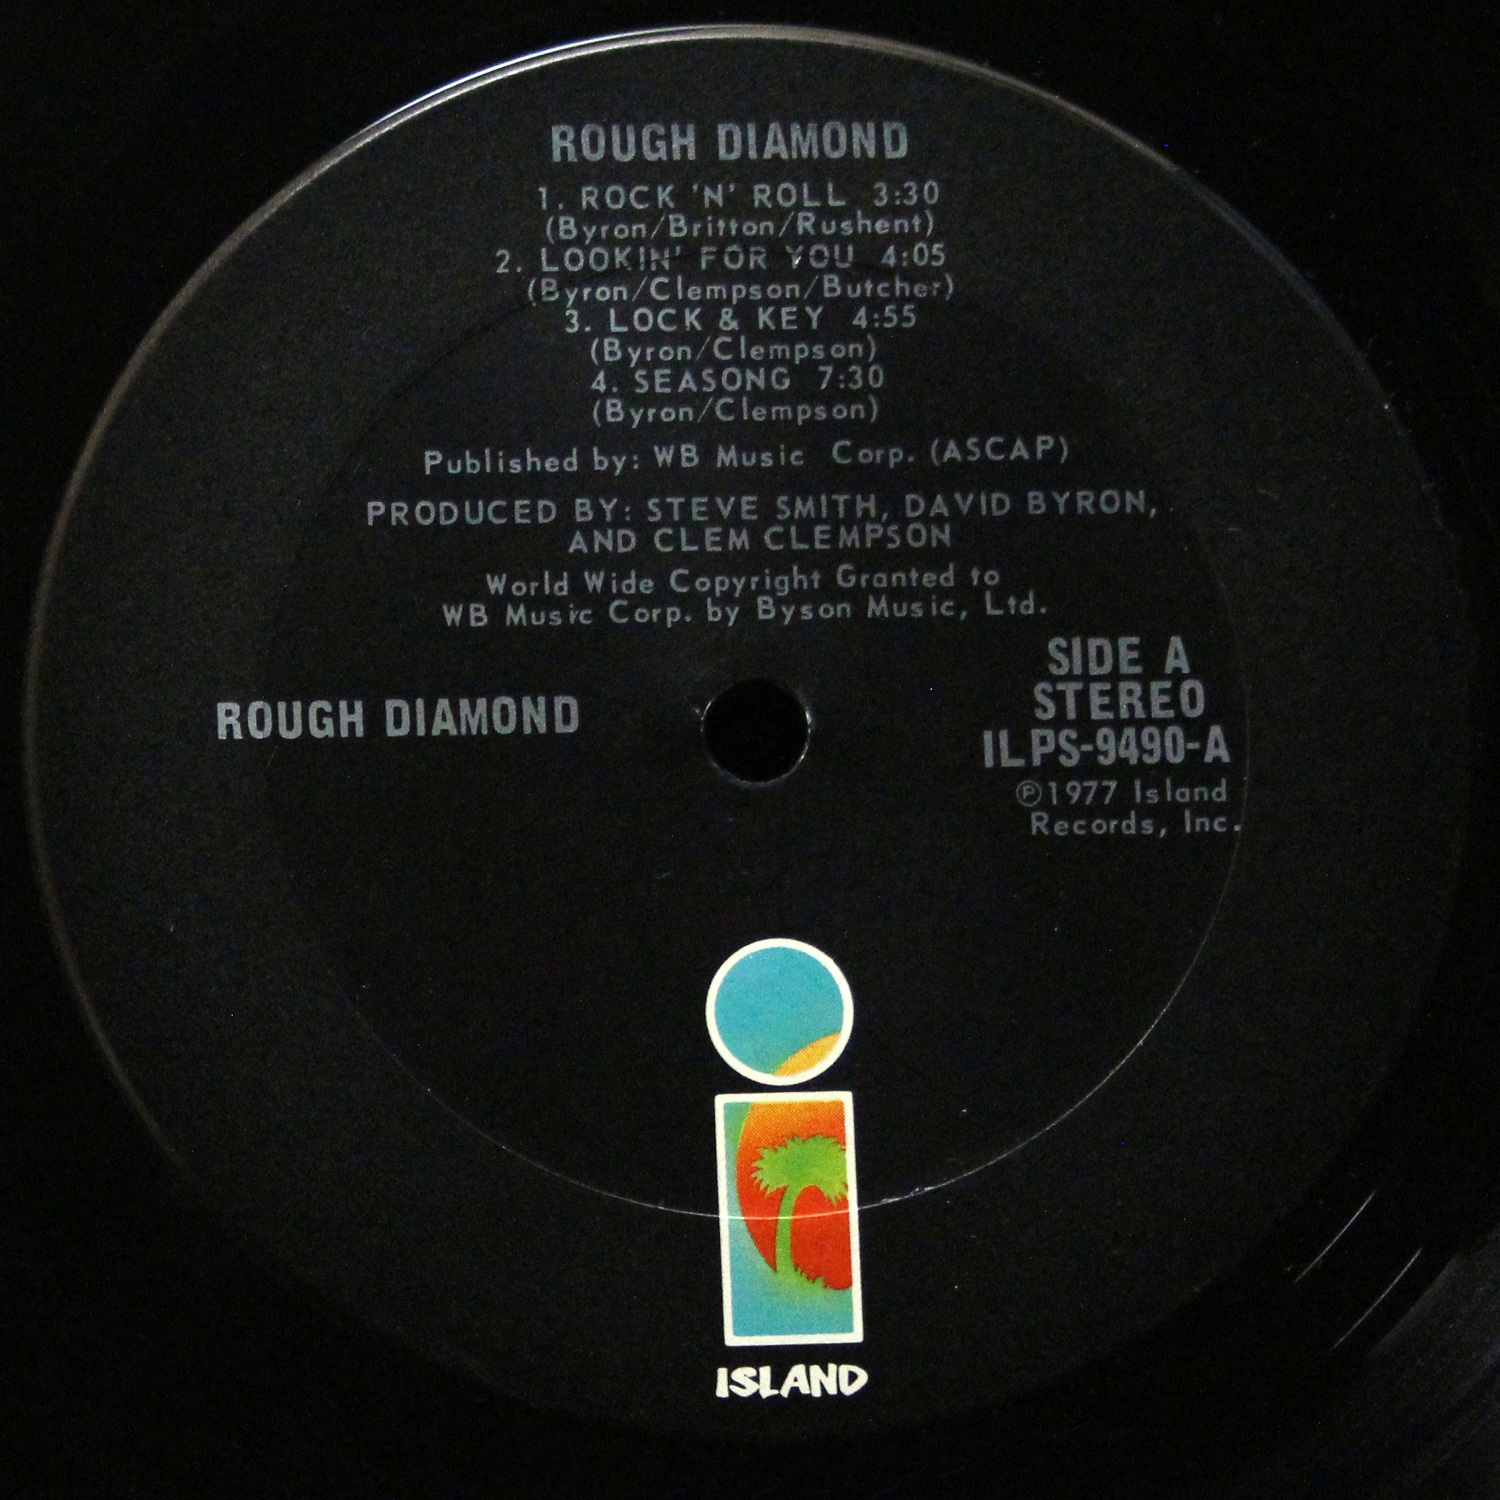 ROUGH DIAMOND
1. ROCK 'N' ROLL 3:30
(Byron/Britton/Rushent)
2. LOOKIN' FOR YOU 4:05
(Byron/Clempson/Butcher)
3. LOCK & KEY 4:55
(Byron/Clempson)
4. SEASONG 7:30
(Byron/Clempson)
Published by: WB Music Corp. (ASCAP)
PRODUCED BY: STEVE SMITH, DAVID BYRON,
AND CLEM CLEMPSON
World Wide Copyright Granted to
WB Music Corp. by Byson Music, Ltd.
ROUGH DIAMOND
SIDE A
STEREO
ILPS-9490-A
℗1977 Island
Records, Inc.
ISLAND